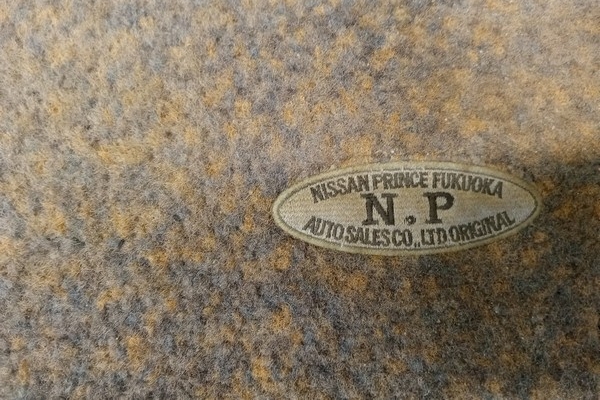 NISSAN PRINCE FUKUOKA
N.P
AUTO SALES CO.,LTD.ORIGINAL